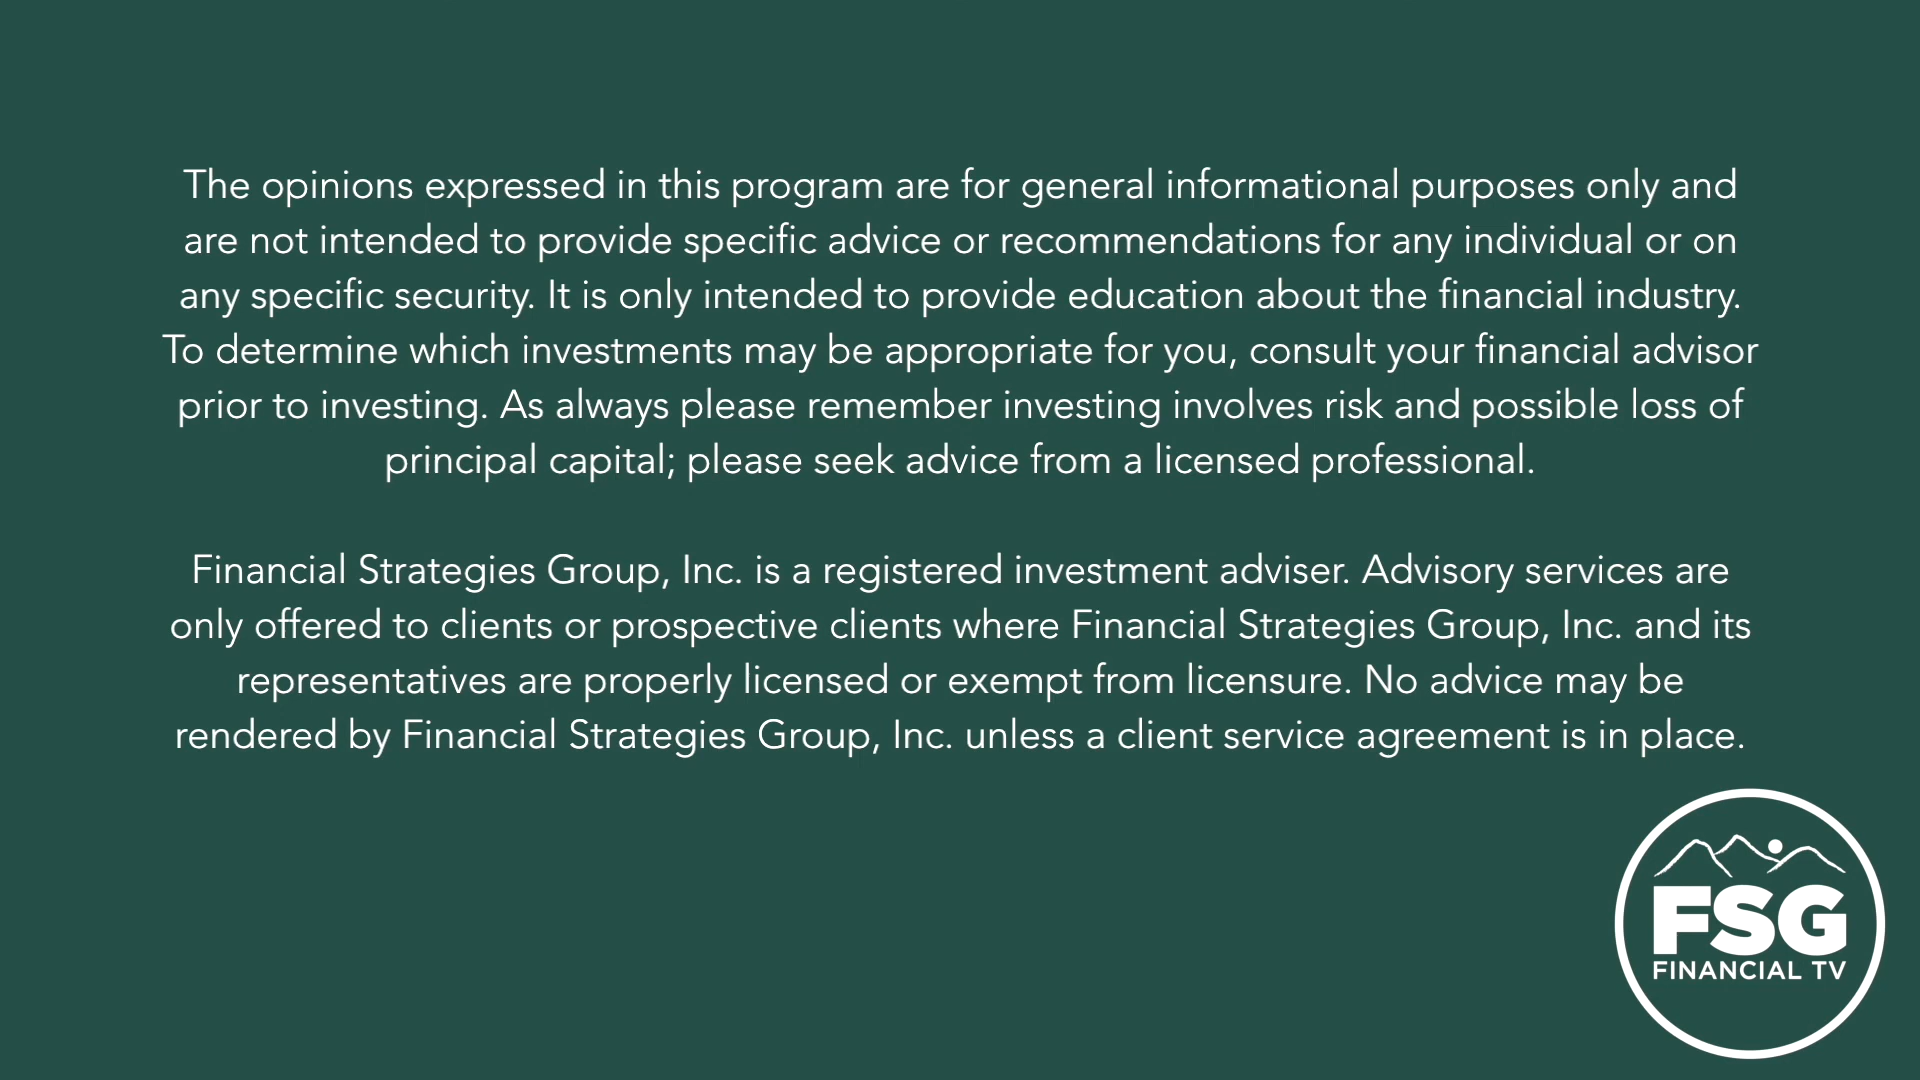 The opinions expressed in this program are for general informational purposes only and
are not intended to provide specific advice or recommendations for any individual or on
any specific security. It is only intended to provide education about the financial industry.
To determine which investments may be appropriate for you, consult your financial advisor
prior to investing. As always please remember investing involves risk and possible loss of
principal capital; please seek advice from a licensed professional.
Financial Strategies Group, Inc. is a registered investment adviser. Advisory services are
only offered to clients or prospective clients where Financial Strategies Group, Inc. and its
representatives are properly licensed or exempt from licensure. No advice may be
rendered by Financial Strategies Group, Inc. unless a client service agreement is in place.
FSG
FINANCIAL TV